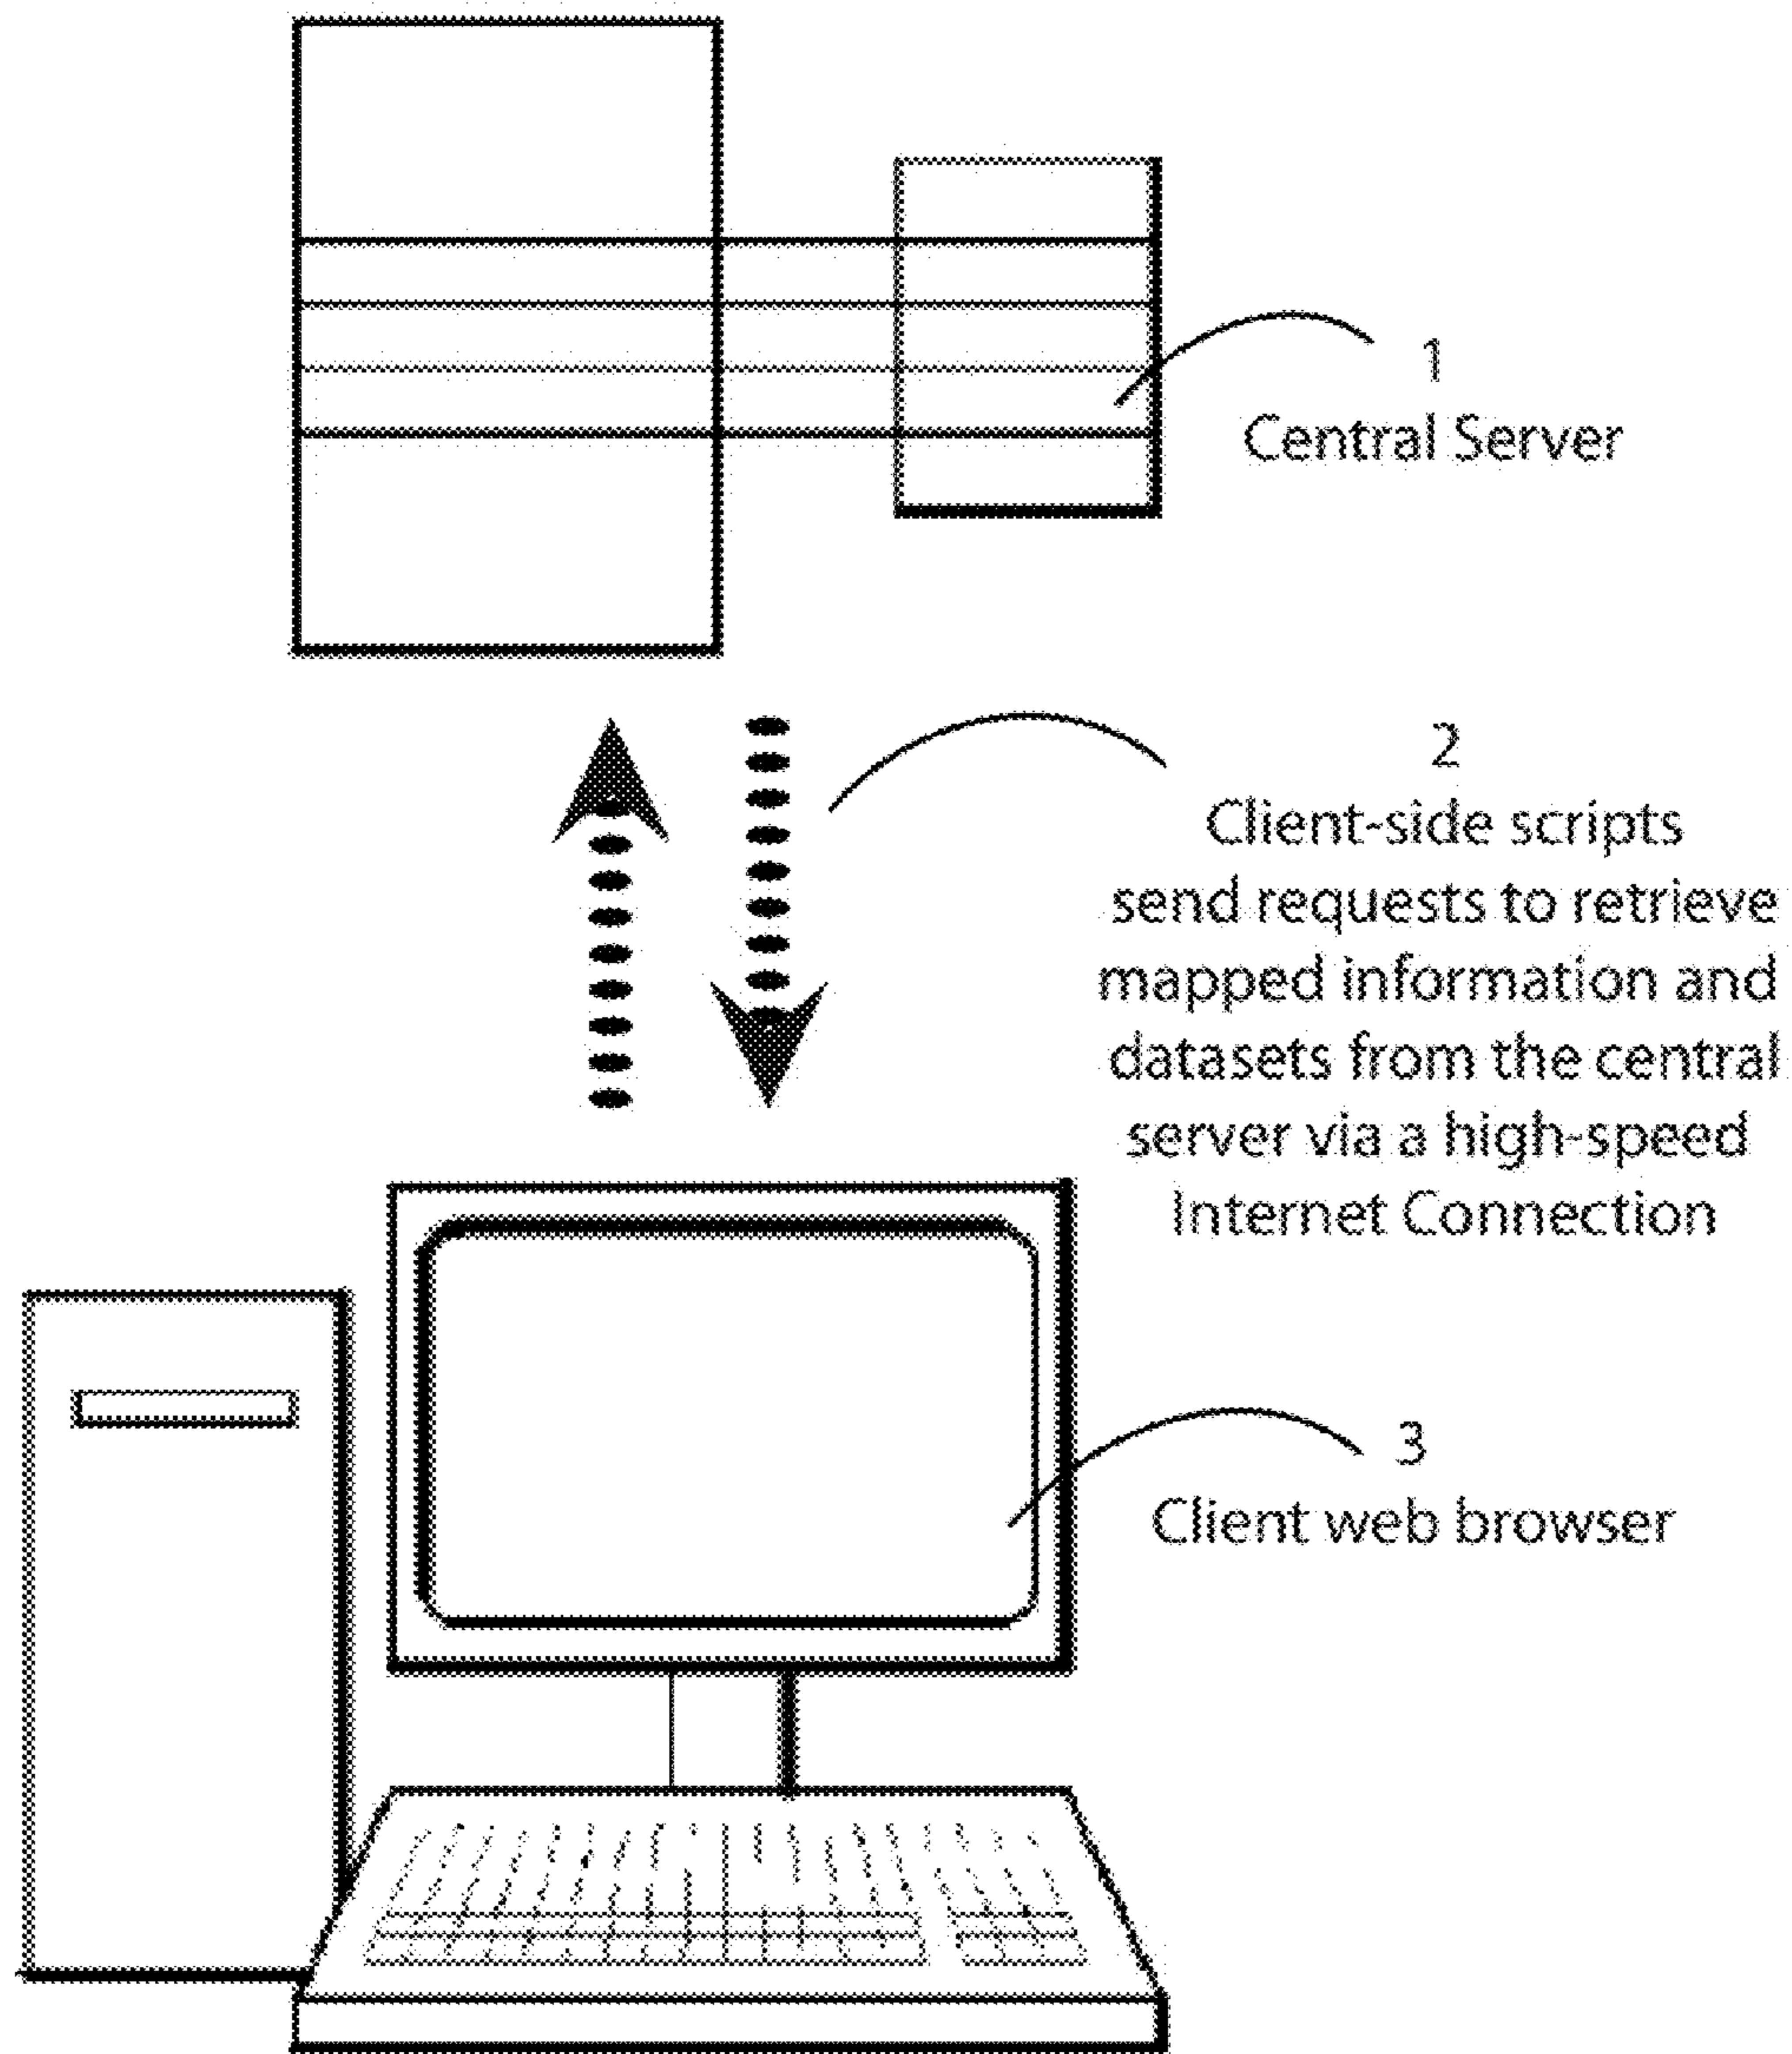 1
Central Server
2
Client-side scripts
send requests to retrieve
mapped information and
datasets from the central
server via a high-speed
Internet Connection
3
Client web browser